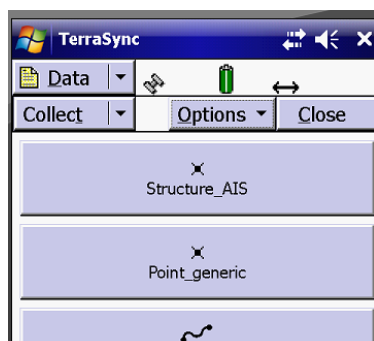 TerraSync
Data
Collect Options Close
Structure_AIS
Point_generic